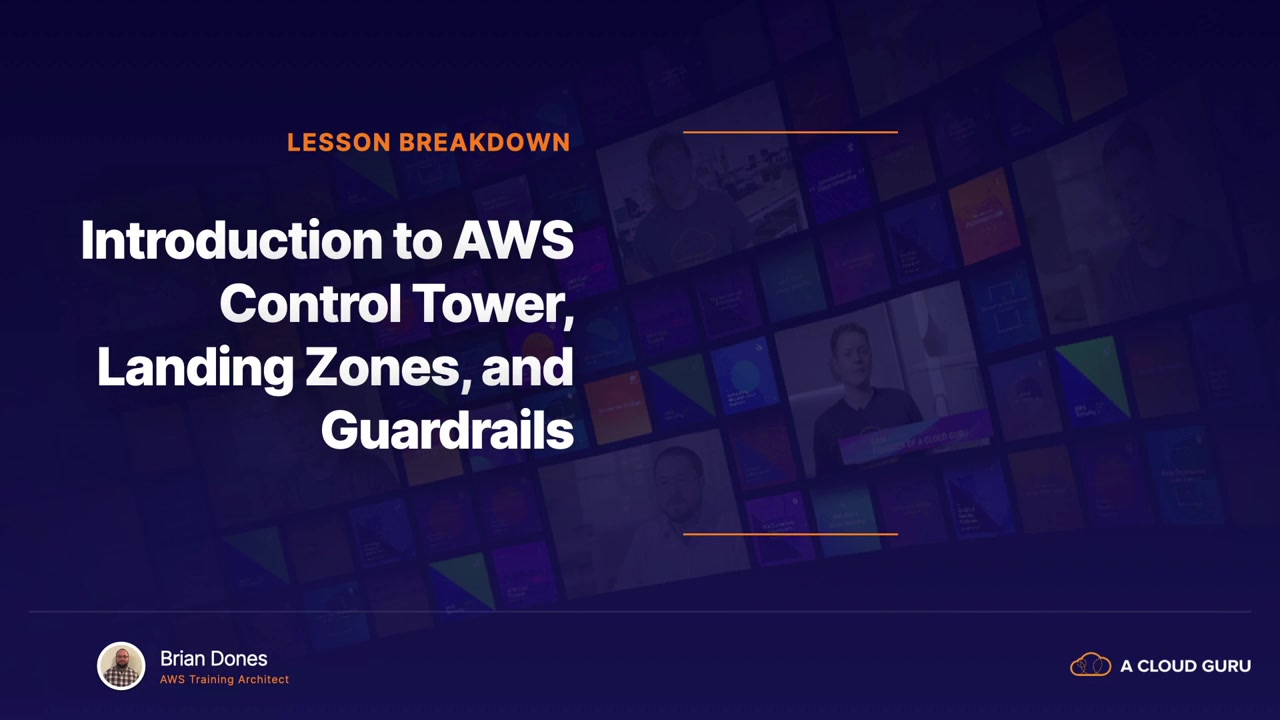 LESSON BREAKDOWN
Introduction to AWS
Control Tower,
Landing Zones, and
Guardrails
Brian Dones
AWS Training Architect
A CLOUD GURU